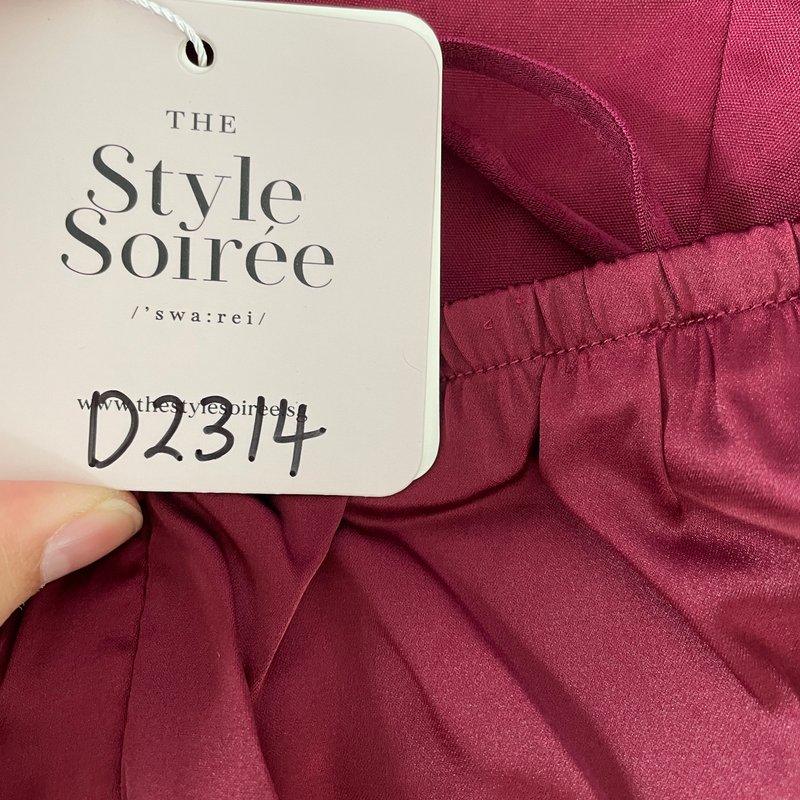 THE
Style
Soirée
/'swa:rei/
www.thestylesoiree.sg
D2314